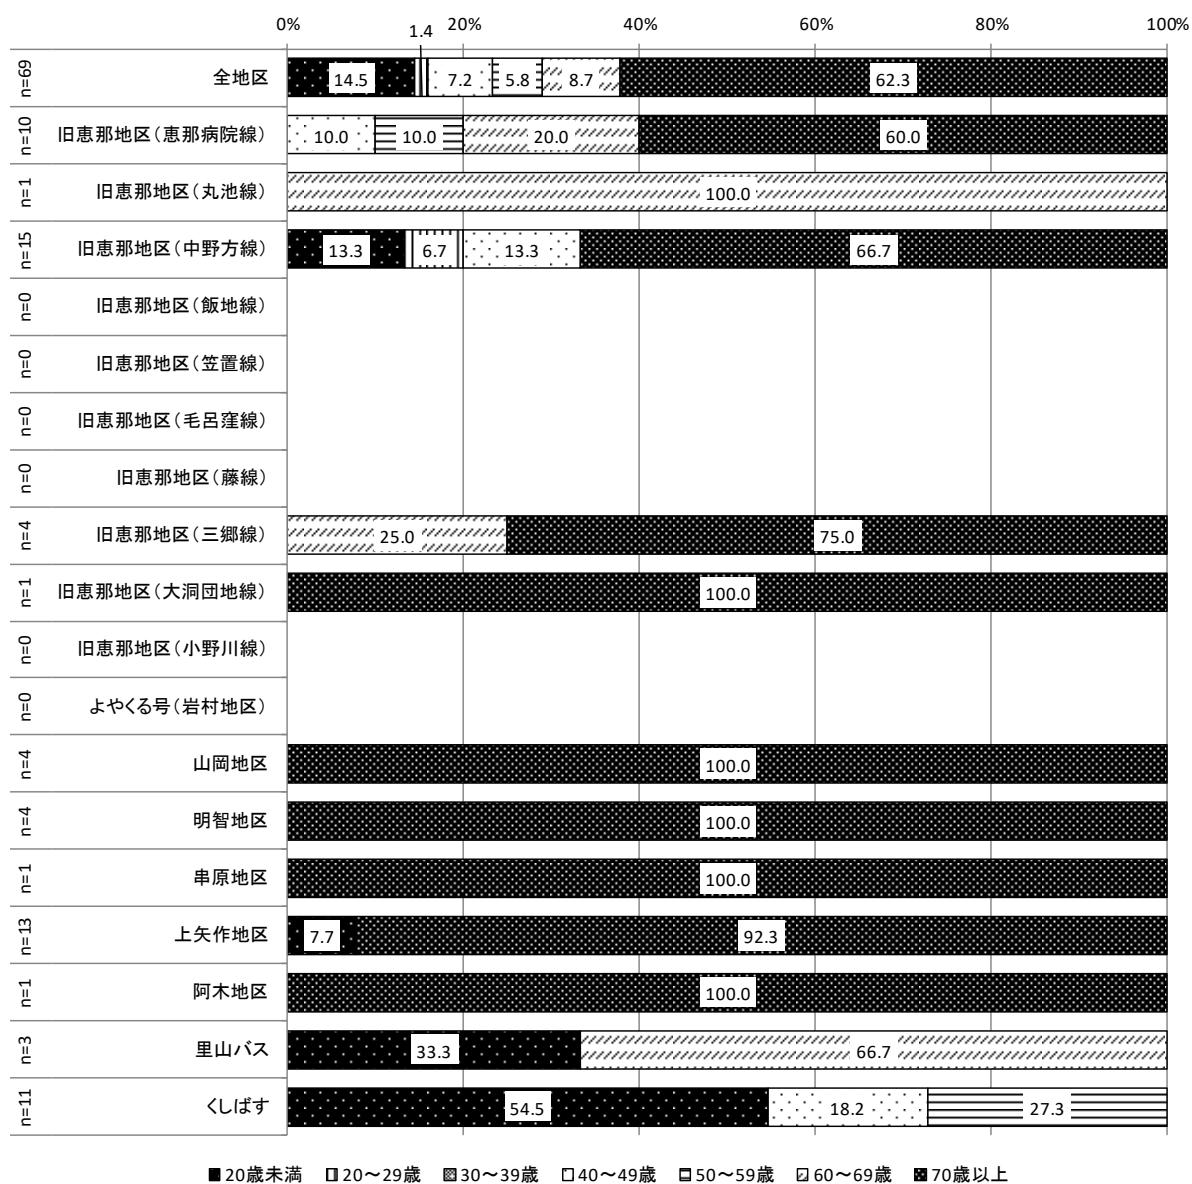 0% 20% 40% 60% 80% 100%
1.4
n=69 全地区 14.5 7.2 5.8 8.7 62.3
n=10 旧恵那地区(恵那病院線) 10.0 10.0 20.0 60.0
n=1 旧恵那地区(丸池線) 100.0
n=15 旧恵那地区(中野方線) 13.3 6.7 13.3 66.7
n=0 旧恵那地区(飯地線)
n=0 旧恵那地区(笠置線)
n=0 旧恵那地区(毛呂窪線)
n=0 旧恵那地区(藤線)
n=4 旧恵那地区(三郷線) 25.0 75.0
n=1 旧恵那地区(大洞団地線) 100.0
n=0 旧恵那地区(小野川線)
n=0 よやくる号(岩村地区)
n=4 山岡地区 100.0
n=4 明智地区 100.0
n=1 串原地区 100.0
n=13 上矢作地区 7.7 92.3
n=1 阿木地区 100.0
n=3 里山バス 33.3 66.7
n=11 くしばす 54.5 18.2 27.3
20歳未満 20～29歳 30～39歳 40～49歳 50～59歳 60～69歳 70歳以上